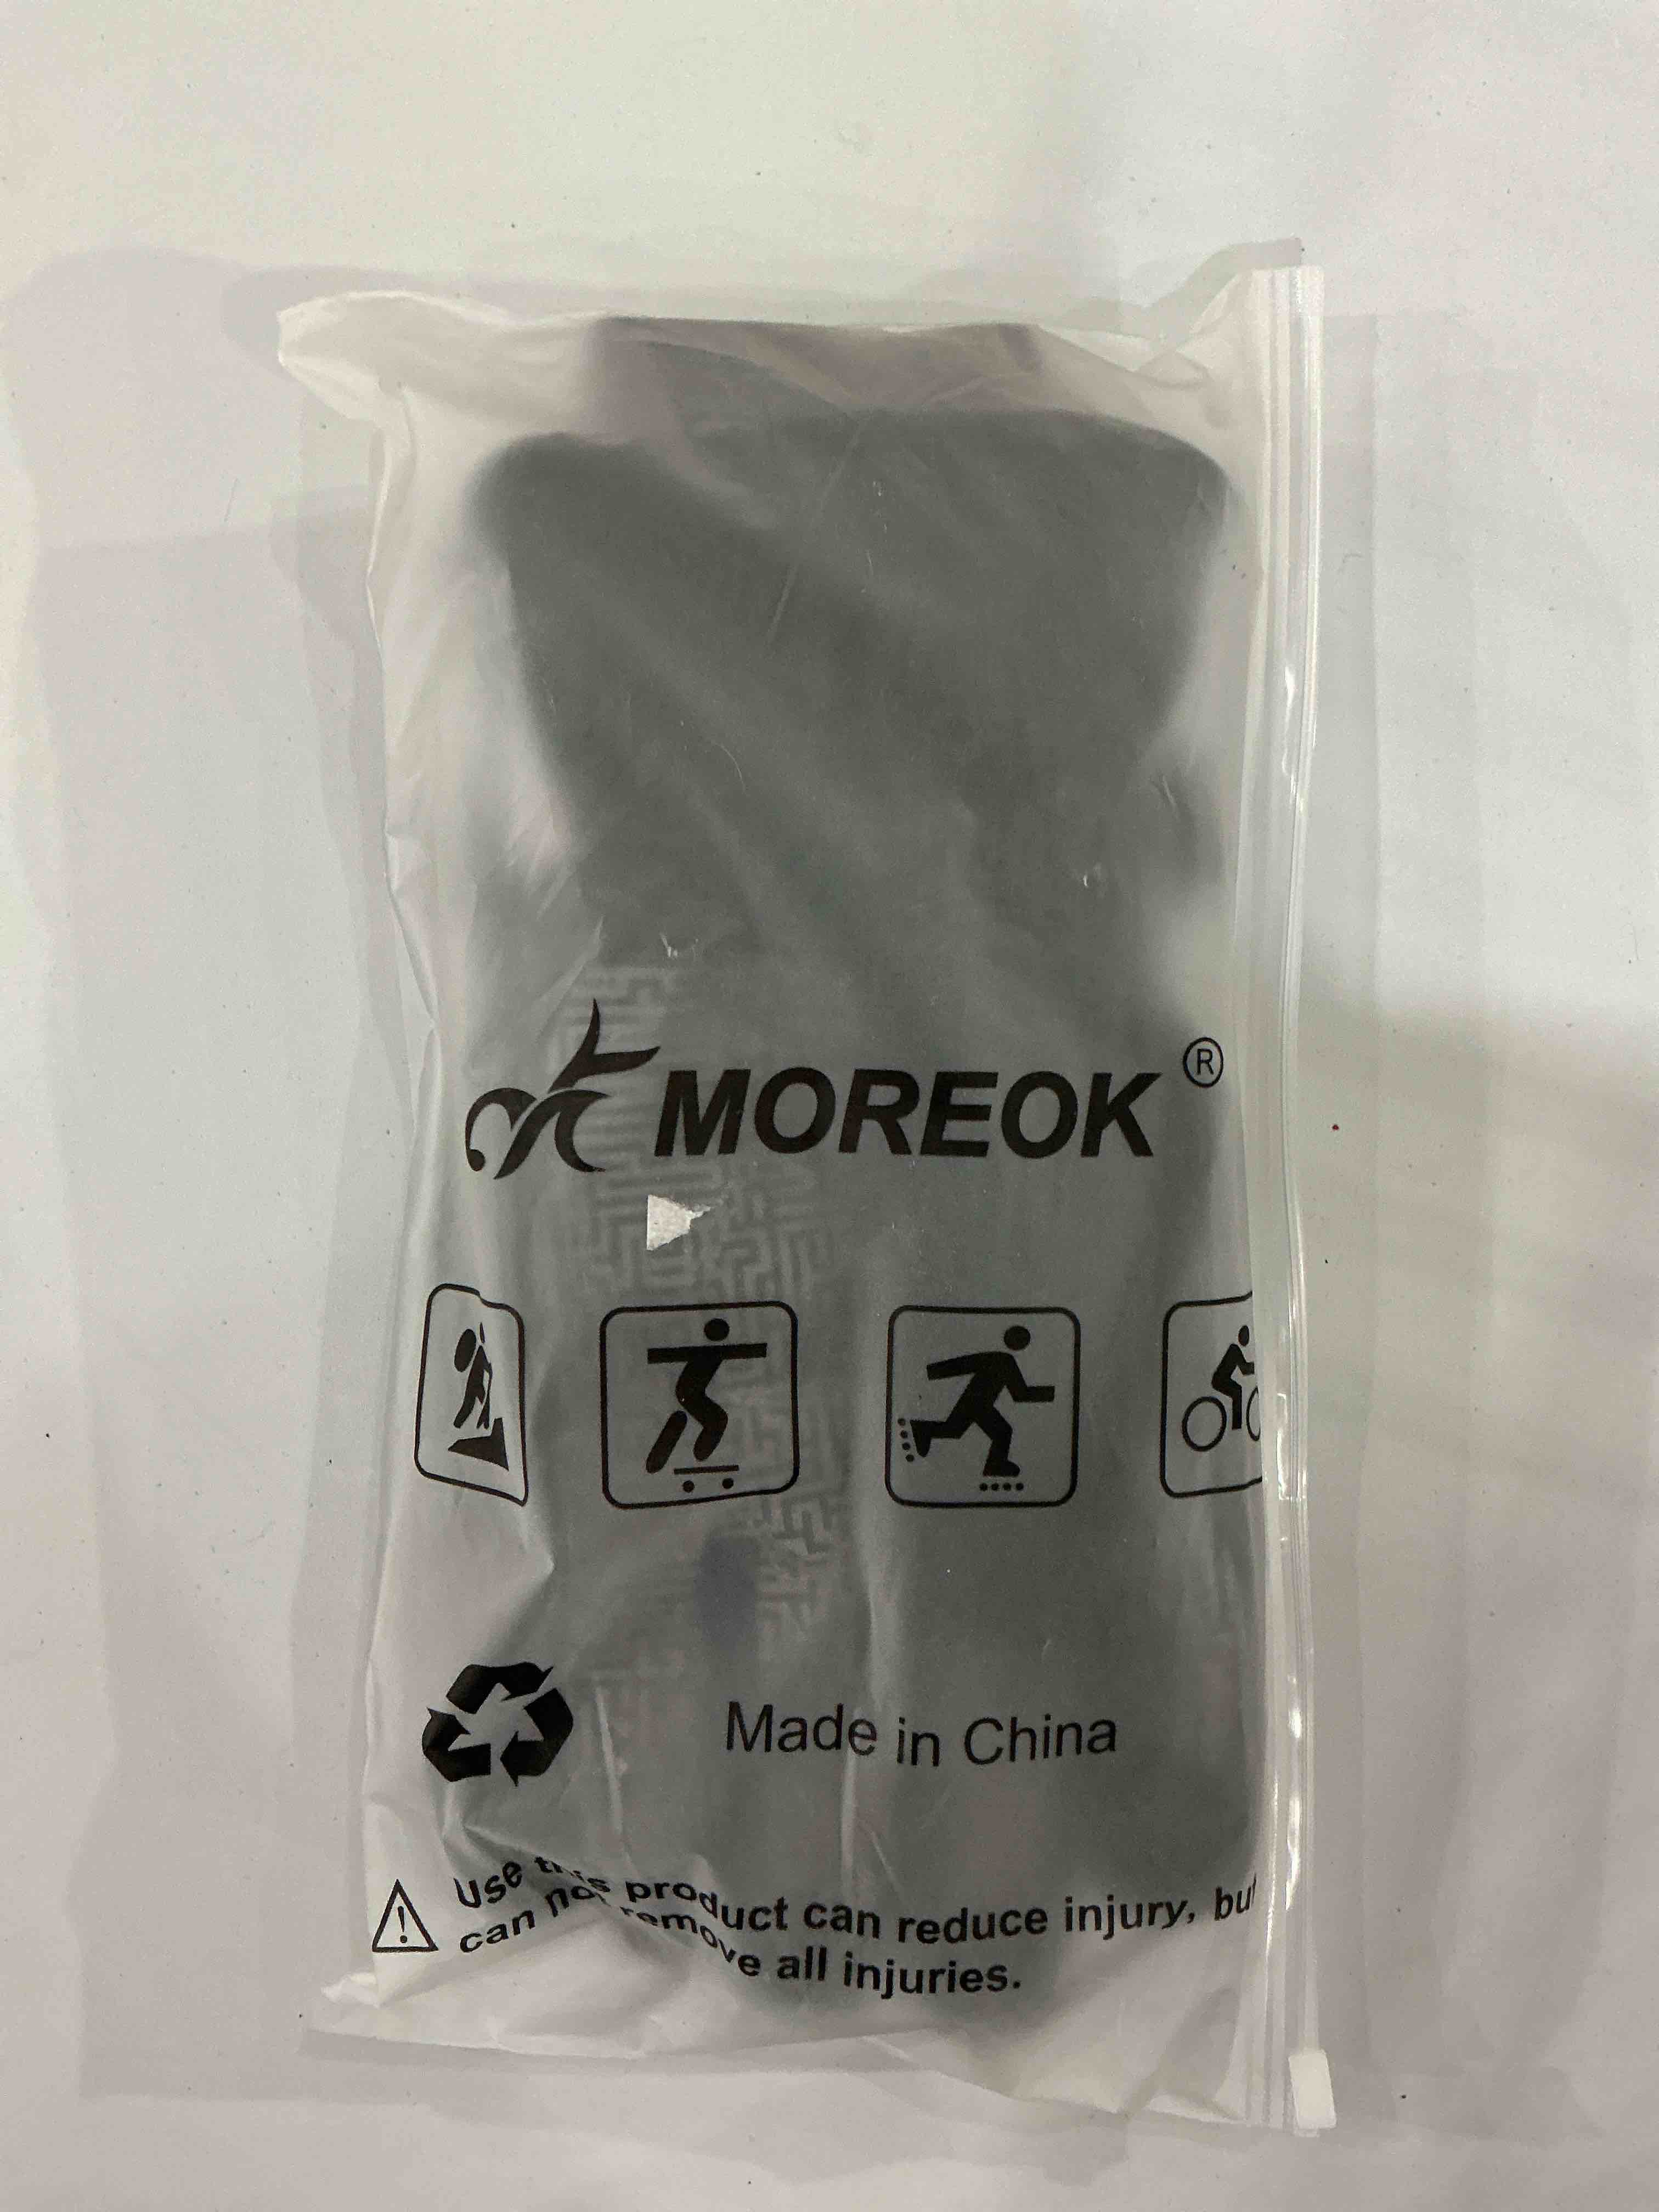 MOREOK ®
Made in China
Use this product can reduce injury, but
can not remove all injuries.